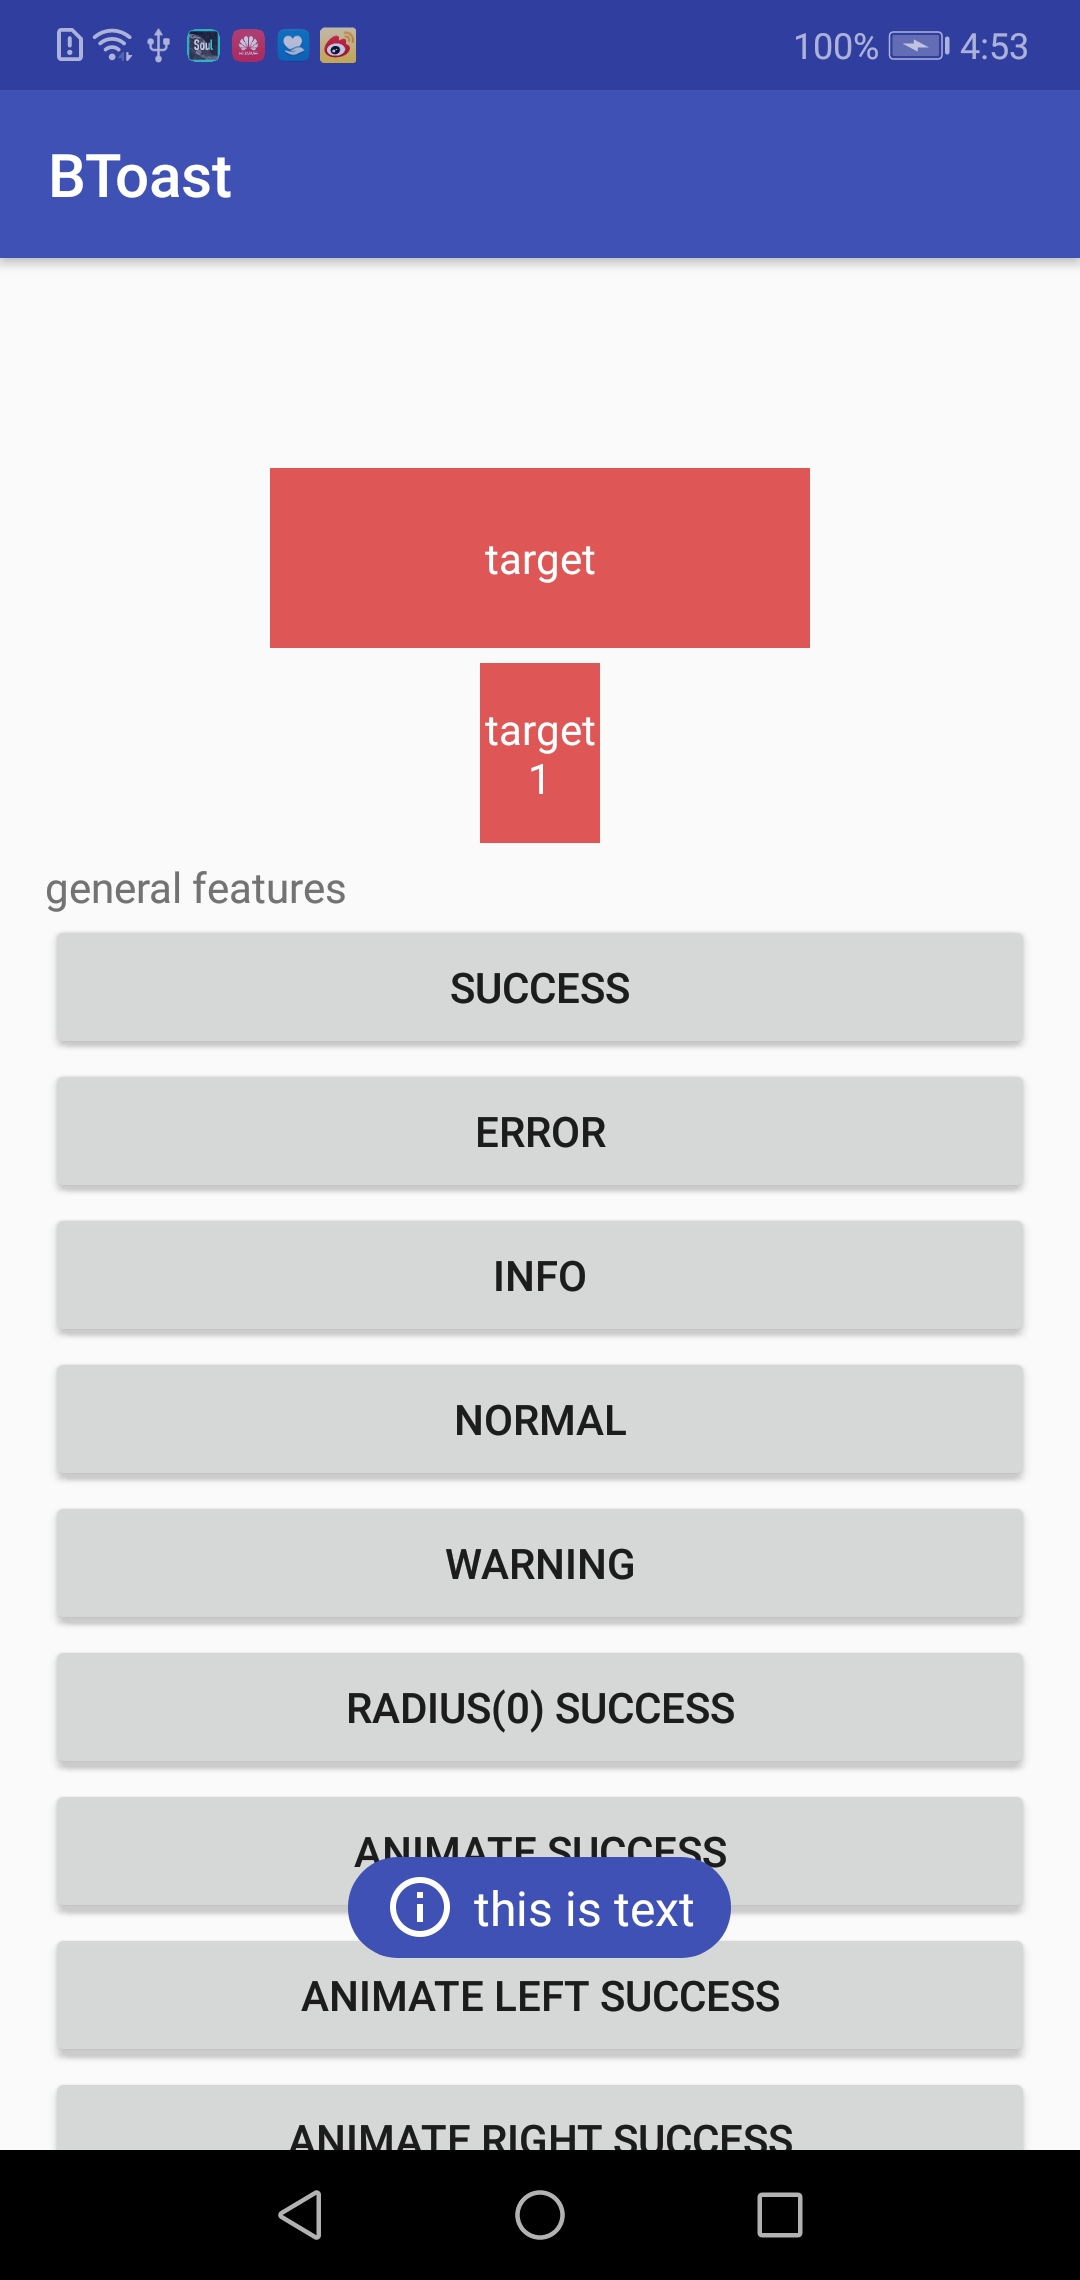 Soul
100% 4:53
BToast
target
target
1
general features
SUCCESS
ERROR
INFO
NORMAL
WARNING
RADIUS(0) SUCCESS
ANIMATE SUCCESS
this is text
ANIMATE LEFT SUCCESS
ANIMATE RIGHT SUCCESS